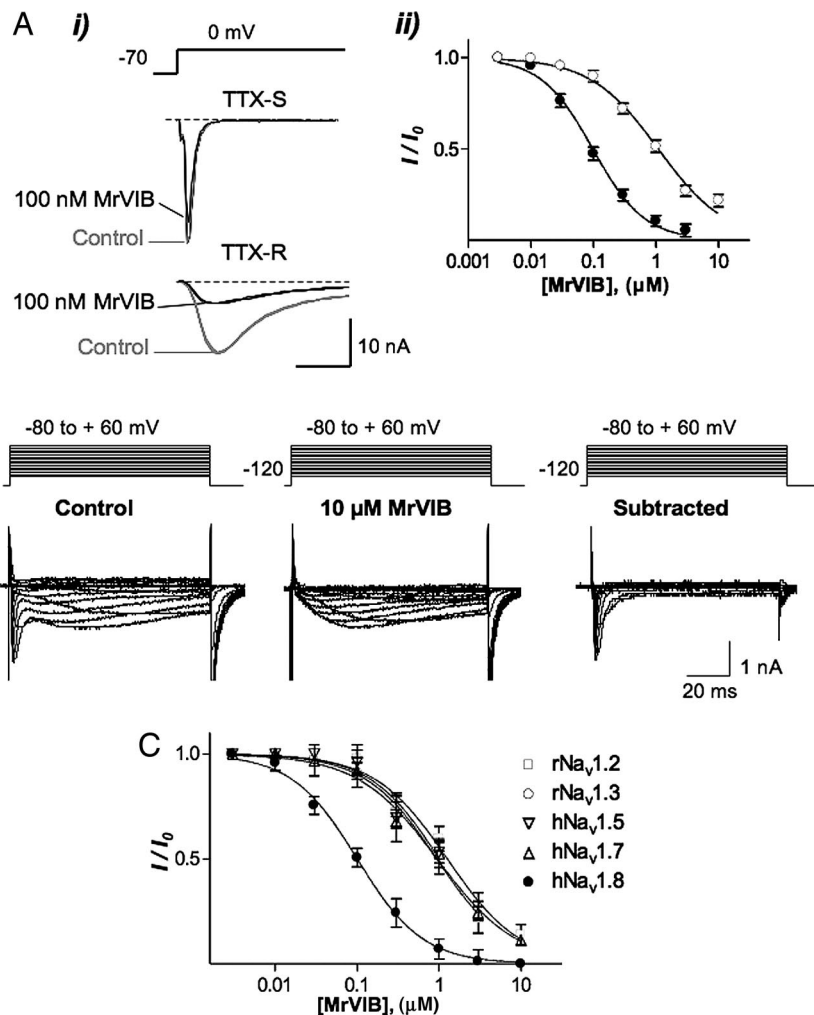 A i) ii)
0 mV
-70
TTX-S
100 nM MrVIB
Control
TTX-R
100 nM MrVIB
Control
10 nA
I / I0
1.0
0.5
0.001 0.01 0.1 1 10
[MrVIB], (μM)
-80 to + 60 mV -80 to + 60 mV -80 to + 60 mV
-120 -120
Control 10 μM MrVIB Subtracted
1 nA
20 ms
C
I / I0
1.0
0.5
0.01 0.1 1 10
[MrVIB], (μM)
□ rNav1.2
○ rNav1.3
▽ hNav1.5
△ hNav1.7
● hNav1.8